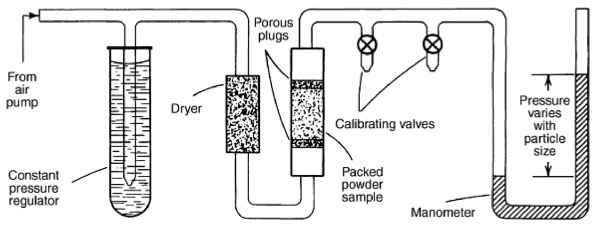 From
air
pump
Constant
pressure
regulator
Dryer
Porous
plugs
Calibrating valves
Packed
powder
sample
Manometer
Pressure
varies
with
particle
size